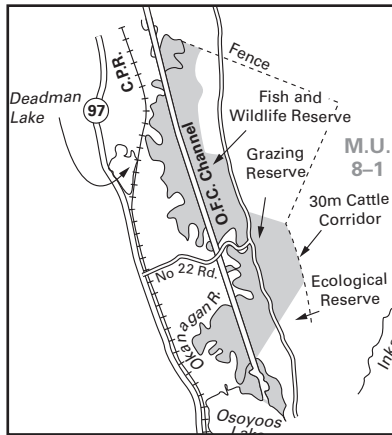 Fence
C.P.R.
Deadman
Lake
97
Fish and
Wildlife Reserve
O.F.C. Channel
Grazing
Reserve
M.U.
8–1
30m Cattle
Corridor
No 22 Rd.
Ecological
Reserve
Okanagan R.
Osoyoos